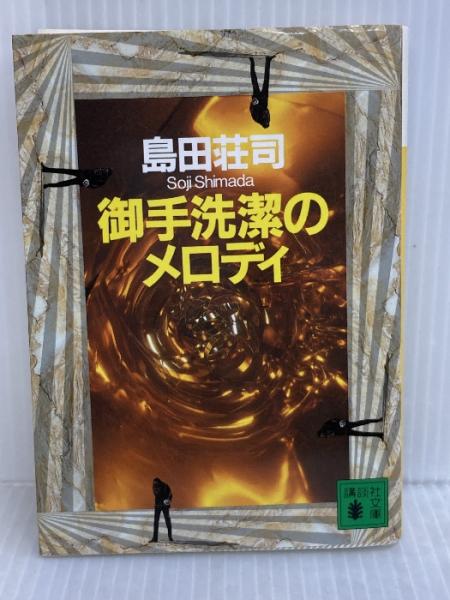 島田荘司
Soji Shimada
御手洗潔の
メロディ
講談社文庫